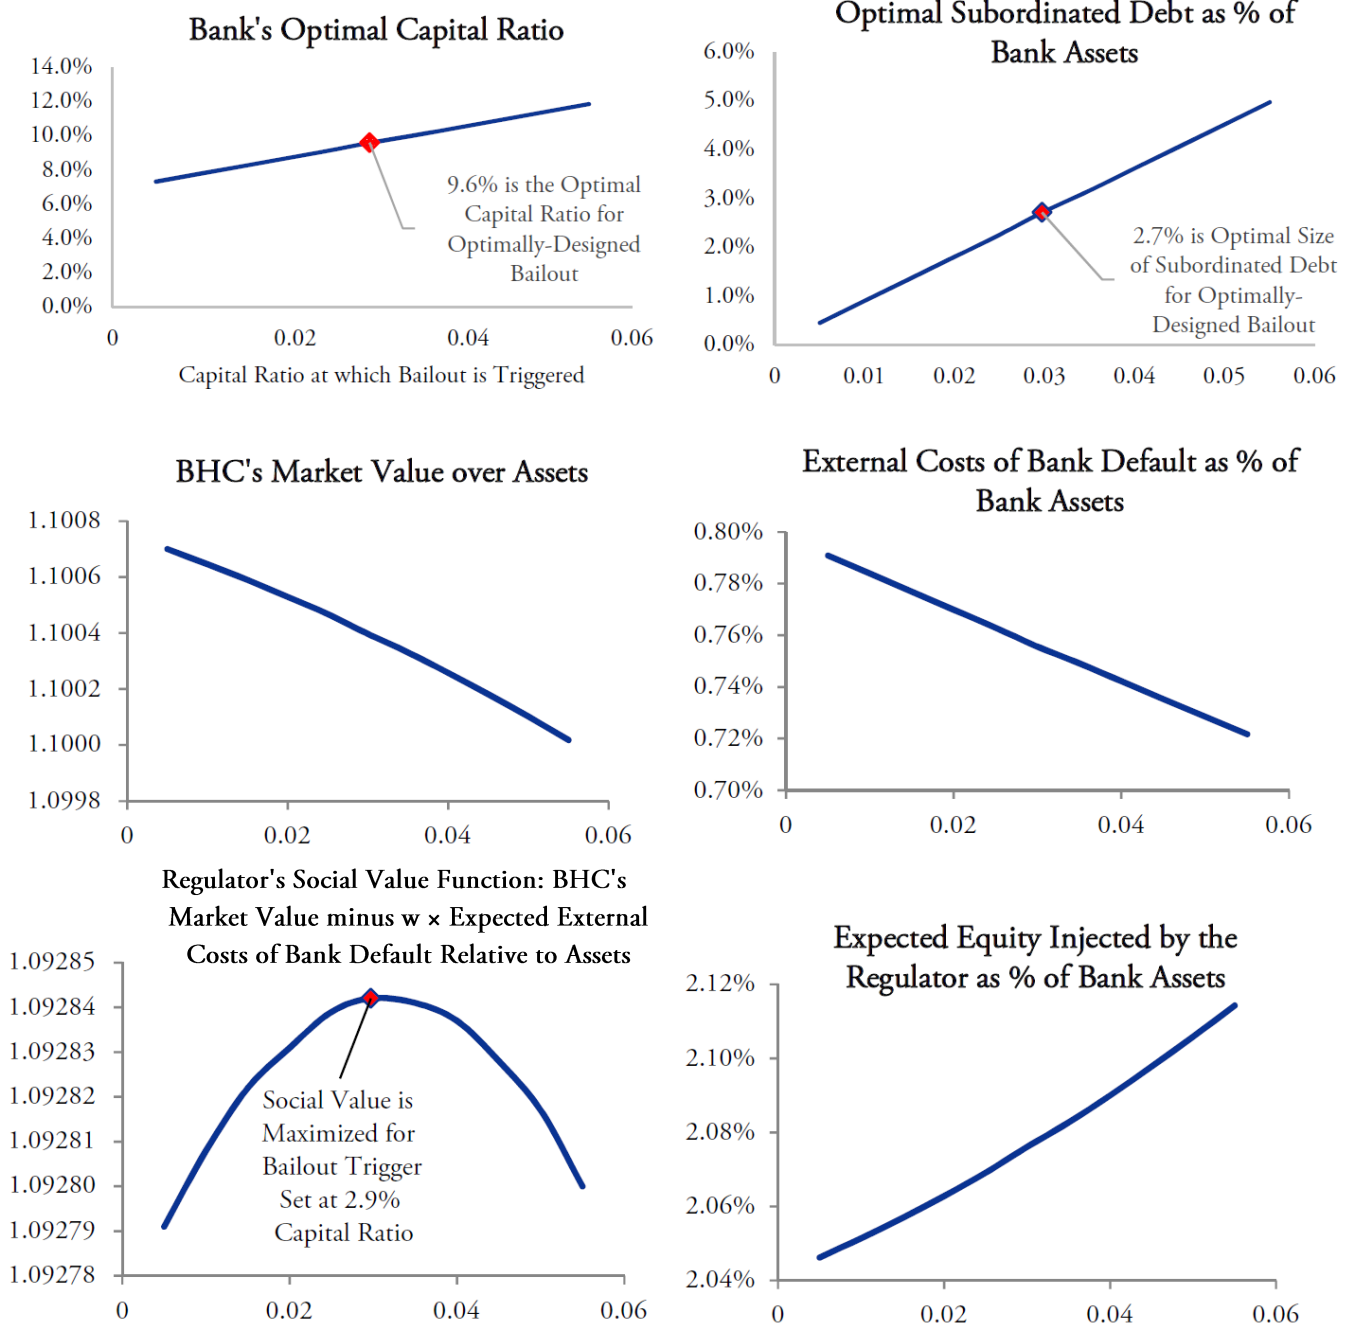 Bank's Optimal Capital Ratio
14.0%
12.0%
10.0%
8.0%
6.0%
4.0%
2.0%
0.0%
9.6% is the Optimal
Capital Ratio for
Optimally-Designed
Bailout
0
0.02
0.04
0.06
Capital Ratio at which Bailout is Triggered
Optimal Subordinated Debt as % of
Bank Assets
6.0%
5.0%
4.0%
3.0%
2.0%
1.0%
0.0%
2.7% is Optimal Size
of Subordinated Debt
for Optimally-
Designed Bailout
0
0.01
0.02
0.03
0.04
0.05
0.06
BHC's Market Value over Assets
1.1008
1.1006
1.1004
1.1002
1.1000
1.0998
0
0.02
0.04
0.06
External Costs of Bank Default as % of
Bank Assets
0.80%
0.78%
0.76%
0.74%
0.72%
0.70%
0
0.02
0.04
0.06
Regulator's Social Value Function: BHC's
Market Value minus w × Expected External
Costs of Bank Default Relative to Assets
1.09285
1.09284
1.09283
1.09282
1.09281
1.09280
1.09279
1.09278
Social Value is
Maximized for
Bailout Trigger
Set at 2.9%
Capital Ratio
0
0.02
0.04
0.06
Expected Equity Injected by the
Regulator as % of Bank Assets
2.12%
2.10%
2.08%
2.06%
2.04%
0
0.02
0.04
0.06